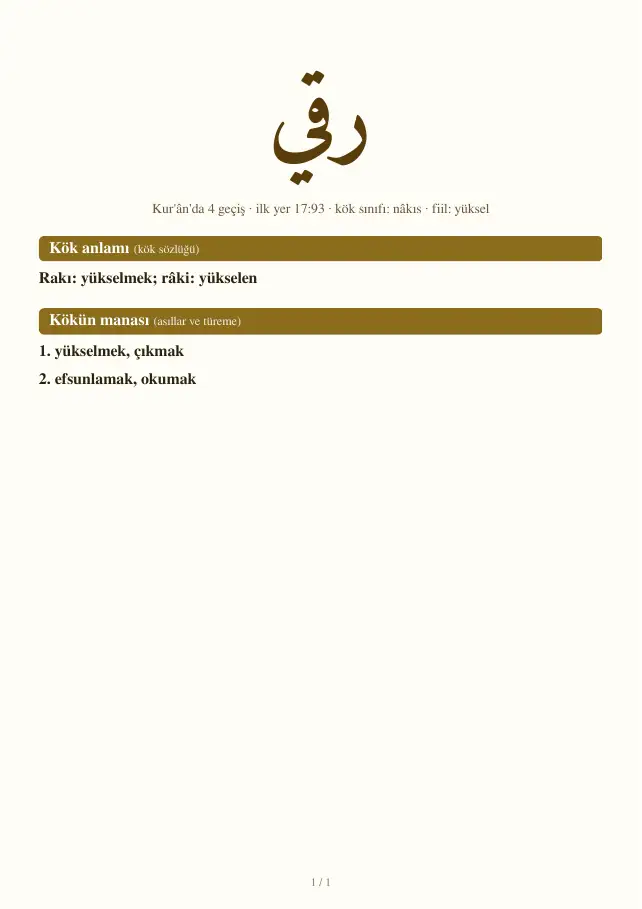 رقي
Kur'ân'da 4 geçiş · ilk yer 17:93 · kök sınıfı: nâkıs · fiil: yüksel
Kök anlamı (kök sözlüğü)
Rakı: yükselmek; râki: yükselen
Kökün manası (asıllar ve türeme)
1. yükselmek, çıkmak
2. efsunlamak, okumak
1 / 1